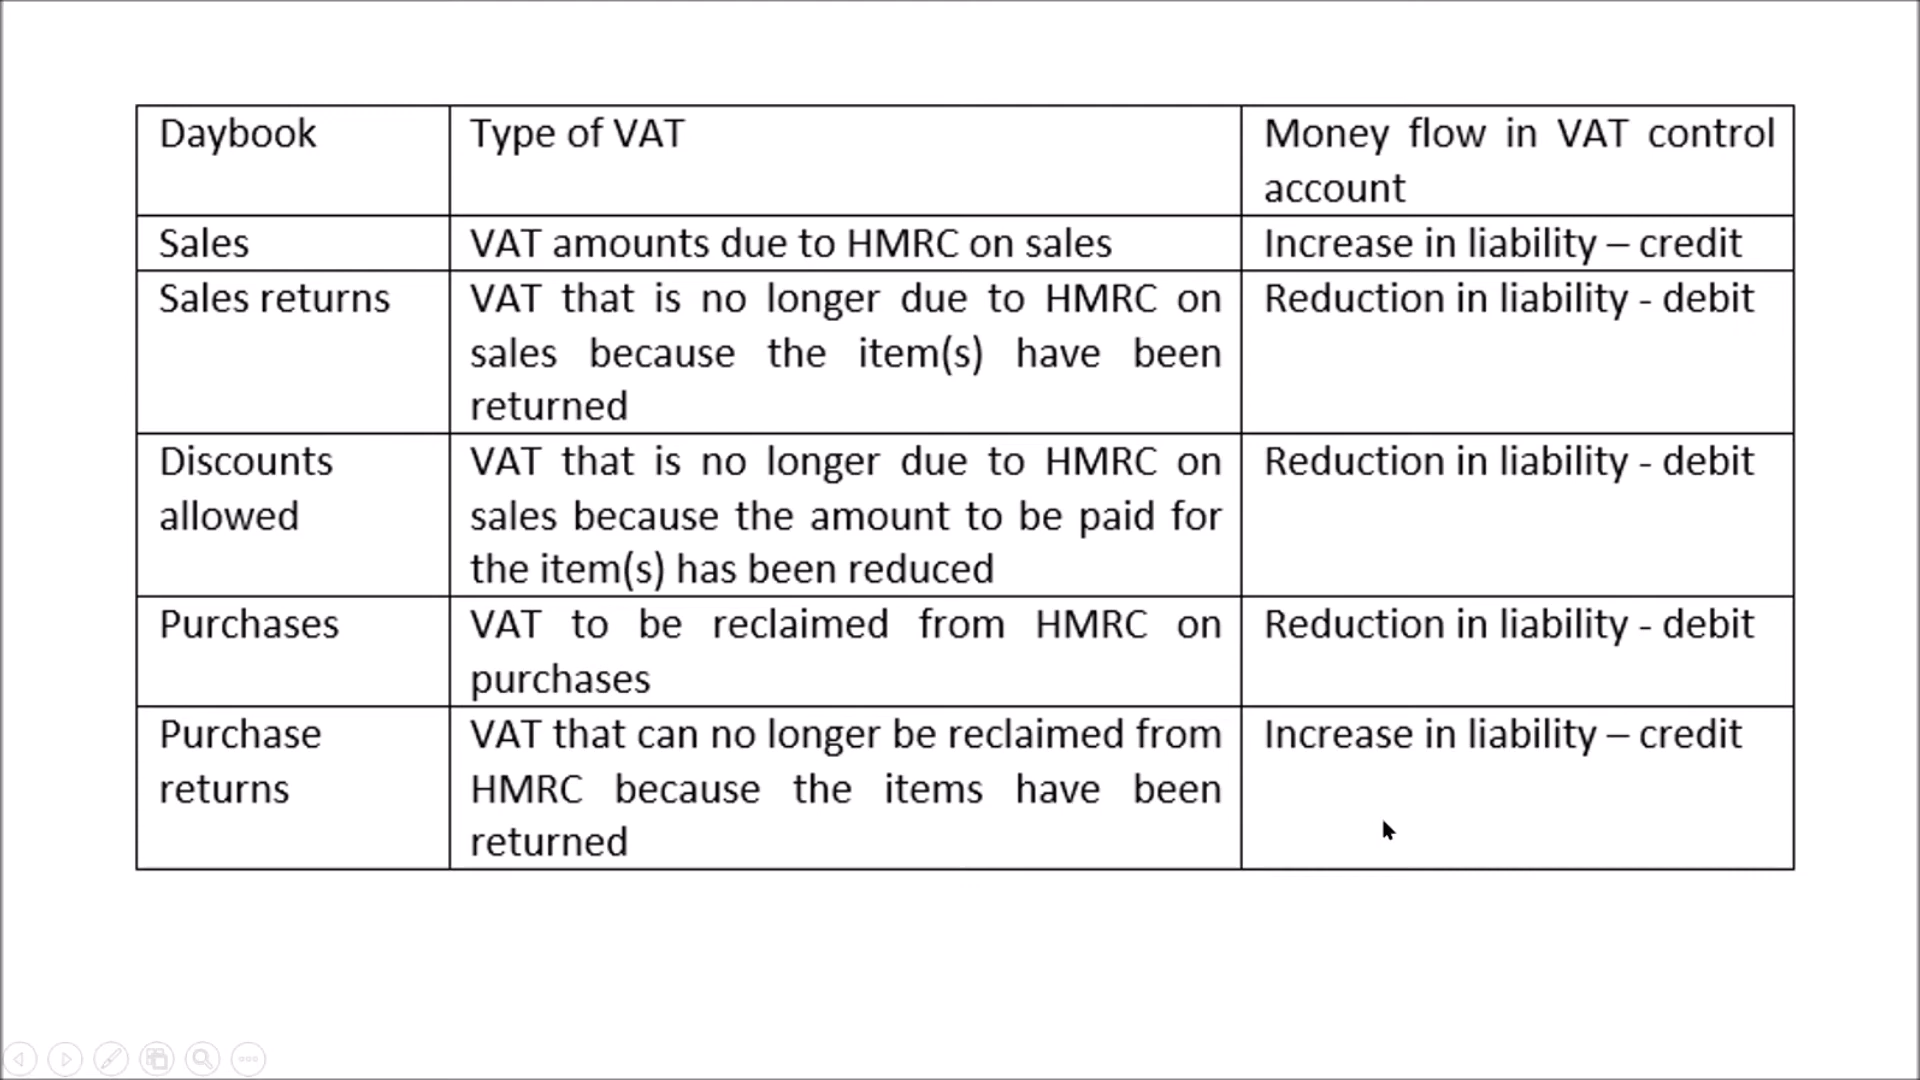 Daybook
Type of VAT
Money flow in VAT control
account
Sales
VAT amounts due to HMRC on sales
Increase in liability – credit
Sales returns
VAT that is no longer due to HMRC on
sales because the item(s) have been
returned
Reduction in liability - debit
Discounts
allowed
VAT that is no longer due to HMRC on
sales because the amount to be paid for
the item(s) has been reduced
Reduction in liability - debit
Purchases
VAT to be reclaimed from HMRC on
purchases
Reduction in liability - debit
Purchase
returns
VAT that can no longer be reclaimed from
HMRC because the items have been
returned
Increase in liability – credit